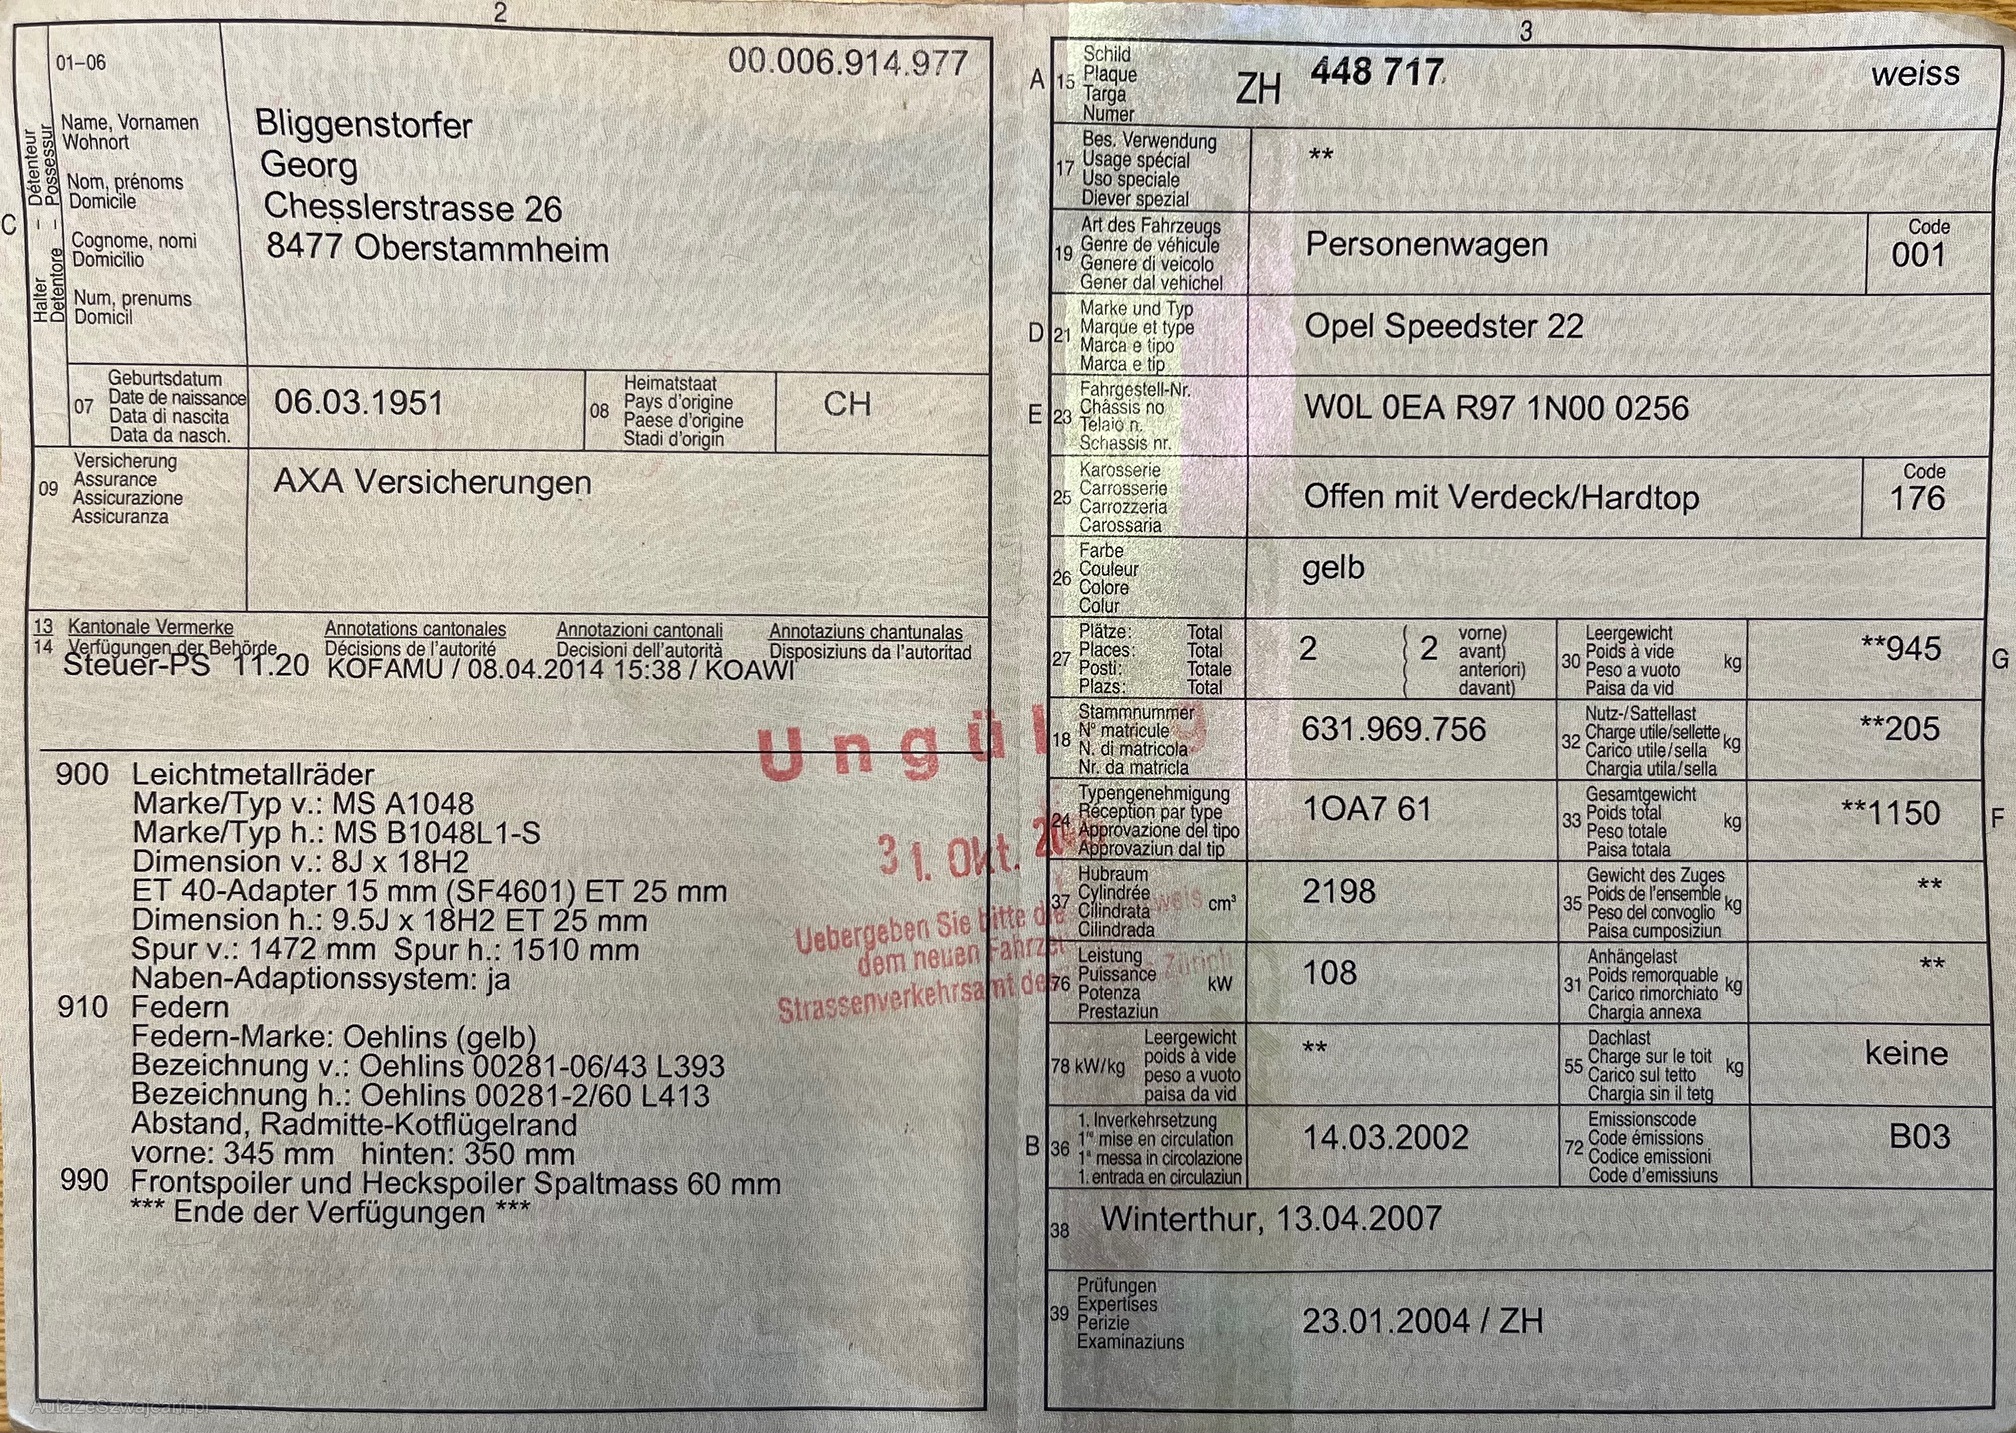 2
01-06
00.006.914.977
C
Halter – Détenteur
Detentore – Possessur
Name, Vornamen
Wohnort
Nom, prénoms
Domicile
Cognome, nomi
Domicilio
Num, prenums
Domicil
Bliggenstorfer
Georg
Chesslerstrasse 26
8477 Oberstammheim
07
Geburtsdatum
Date de naissance
Data di nascita
Data da nasch.
06.03.1951
08
Heimatstaat
Pays d'origine
Paese d'origine
Stadi d'origin
CH
09
Versicherung
Assurance
Assicurazione
Assicuranza
AXA Versicherungen
13 Kantonale Vermerke Annotations cantonales Annotazioni cantonali Annotaziuns chantunalas
14 Verfügungen der Behörde Décisions de l'autorité Decisioni dell'autorità Disposiziuns da l'autoritad
Steuer-PS 11.20 KOFAMU / 08.04.2014 15:38 / KOAWI
900 Leichtmetallräder
Marke/Typ v.: MS A1048
Marke/Typ h.: MS B1048L1-S
Dimension v.: 8J x 18H2
ET 40-Adapter 15 mm (SF4601) ET 25 mm
Dimension h.: 9.5J x 18H2 ET 25 mm
Spur v.: 1472 mm Spur h.: 1510 mm
Naben-Adaptionssystem: ja
910 Federn
Federn-Marke: Oehlins (gelb)
Bezeichnung v.: Oehlins 00281-06/43 L393
Bezeichnung h.: Oehlins 00281-2/60 L413
Abstand, Radmitte-Kotflügelrand
vorne: 345 mm hinten: 350 mm
990 Frontspoiler und Heckspoiler Spaltmass 60 mm
*** Ende der Verfügungen ***
Ungültig
31. Okt.
Uebergeben Sie bitte
dem neuen Fahrze
Strassenverkehrsamt des Zürich
AutaZeSzwajcarii.pl
3
A 15
Schild
Plaque
Targa
Numer
ZH 448 717 weiss
17
Bes. Verwendung
Usage spécial
Uso speciale
Diever spezial
**
19
Art des Fahrzeugs
Genre de véhicule
Genere di veicolo
Gener dal vehichel
Personenwagen
Code
001
D 21
Marke und Typ
Marque et type
Marca e tipo
Marca e tip
Opel Speedster 22
E 23
Fahrgestell-Nr.
Châssis no
Telaio n.
Schassis nr.
W0L 0EA R97 1N00 0256
25
Karosserie
Carrosserie
Carrozzeria
Carossaria
Offen mit Verdeck/Hardtop
Code
176
26
Farbe
Couleur
Colore
Colur
gelb
27
Plätze: Total
Places: Total
Posti: Totale
Plazs: Total
2 ( 2
vorne)
avant)
anteriori)
davant)
30
Leergewicht
Poids à vide
Peso a vuoto
Paisa da vid
kg
**945
G
18
Stammnummer
N° matricule
N. di matricola
Nr. da matricla
631.969.756
32
Nutz-/Sattellast
Charge utile/sellette
Carico utile/sella
Chargia utila/sella
kg
**205
24
Typengenehmigung
Réception par type
Approvazione del tipo
Approvaziun dal tip
1OA7 61
33
Gesamtgewicht
Poids total
Peso totale
Paisa totala
kg
**1150
F
37
Hubraum
Cylindrée
Cilindrata
Cilindrada
cm³
2198
35
Gewicht des Zuges
Poids de l'ensemble
Peso del convoglio
Paisa cumposiziun
kg
**
76
Leistung
Puissance
Potenza
Prestaziun
kW
108
31
Anhängelast
Poids remorquable
Carico rimorchiato
Chargia annexa
kg
**
78 kW/kg
Leergewicht
poids à vide
peso a vuoto
paisa da vid
**
55
Dachlast
Charge sur le toit
Carico sul tetto
Chargia sin il tetg
kg
keine
B 36
1. Inverkehrsetzung
1re mise en circulation
1a messa in circolazione
1. entrada en circulaziun
14.03.2002
72
Emissionscode
Code émissions
Codice emissioni
Code d'emissiuns
B03
38
Winterthur, 13.04.2007
39
Prüfungen
Expertises
Perizie
Examinaziuns
23.01.2004 / ZH